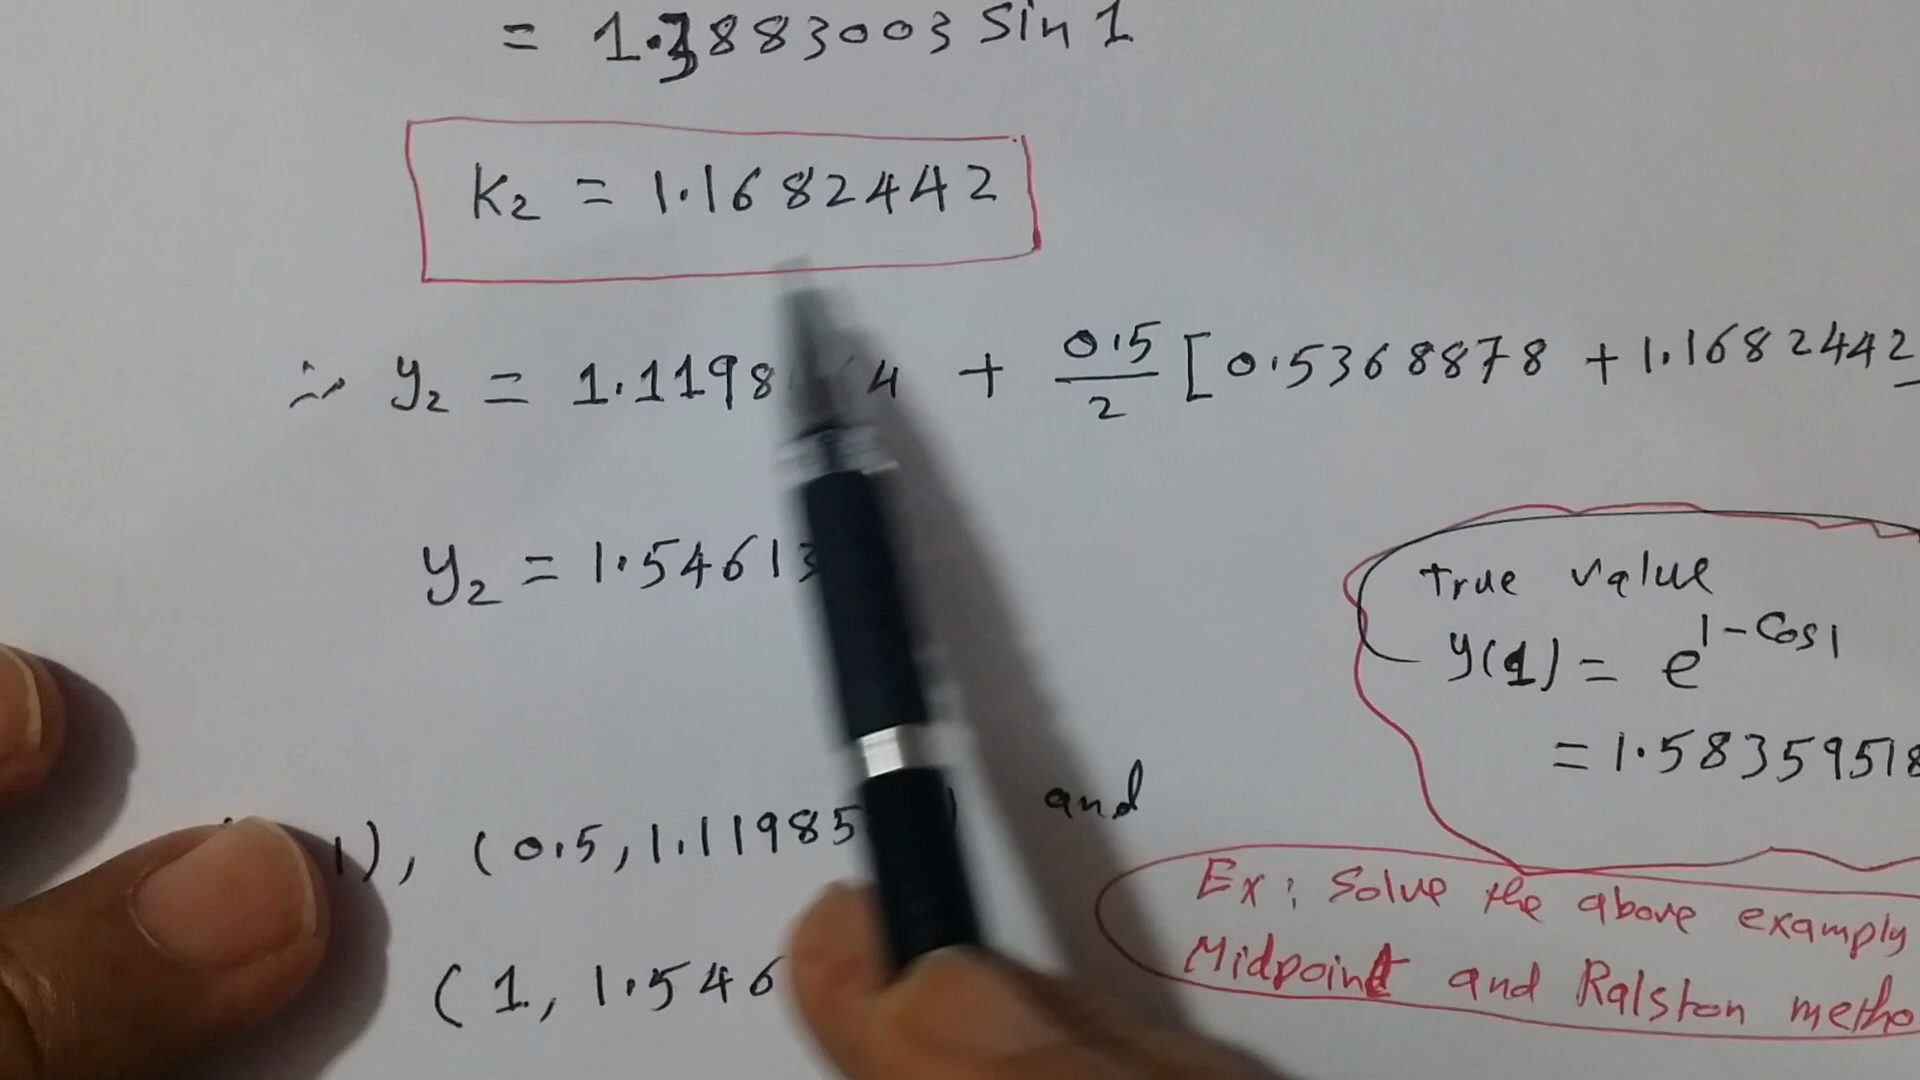 = 1.3883003 Sin 1
K₂ = 1.1682442
∴ y₂ = 1.1198 4 + 0.5/2 [0.5368878 + 1.1682442
y₂ = 1.54613
True value
y(1) = e^(1-Cos1)
= 1.58359518
1), (0.5, 1.11985 ) and
(1, 1.546
Ex: Solve the above examply
Midpoint and Ralston metho